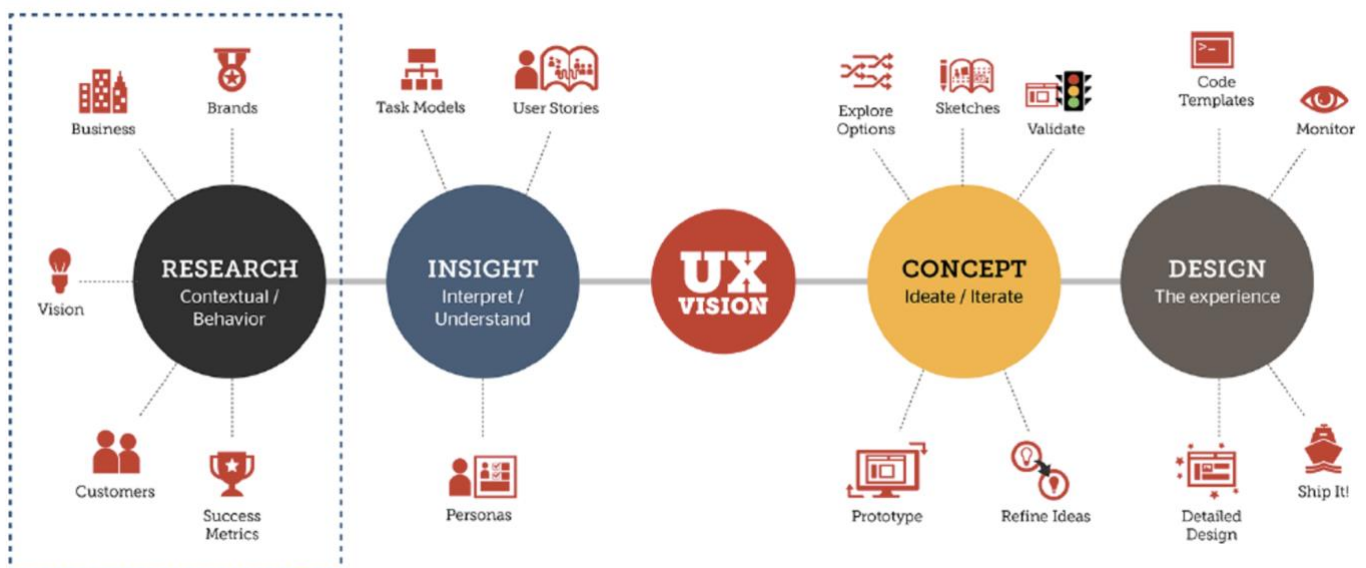 Business
Brands
Vision
RESEARCH
Contextual /
Behavior
Customers
Success
Metrics
Task Models
User Stories
INSIGHT
Interpret /
Understand
Personas
UX
VISION
Explore
Options
Sketches
Validate
CONCEPT
Ideate / Iterate
Prototype
Refine Ideas
>_
Code
Templates
Monitor
DESIGN
The experience
Detailed
Design
Ship It!